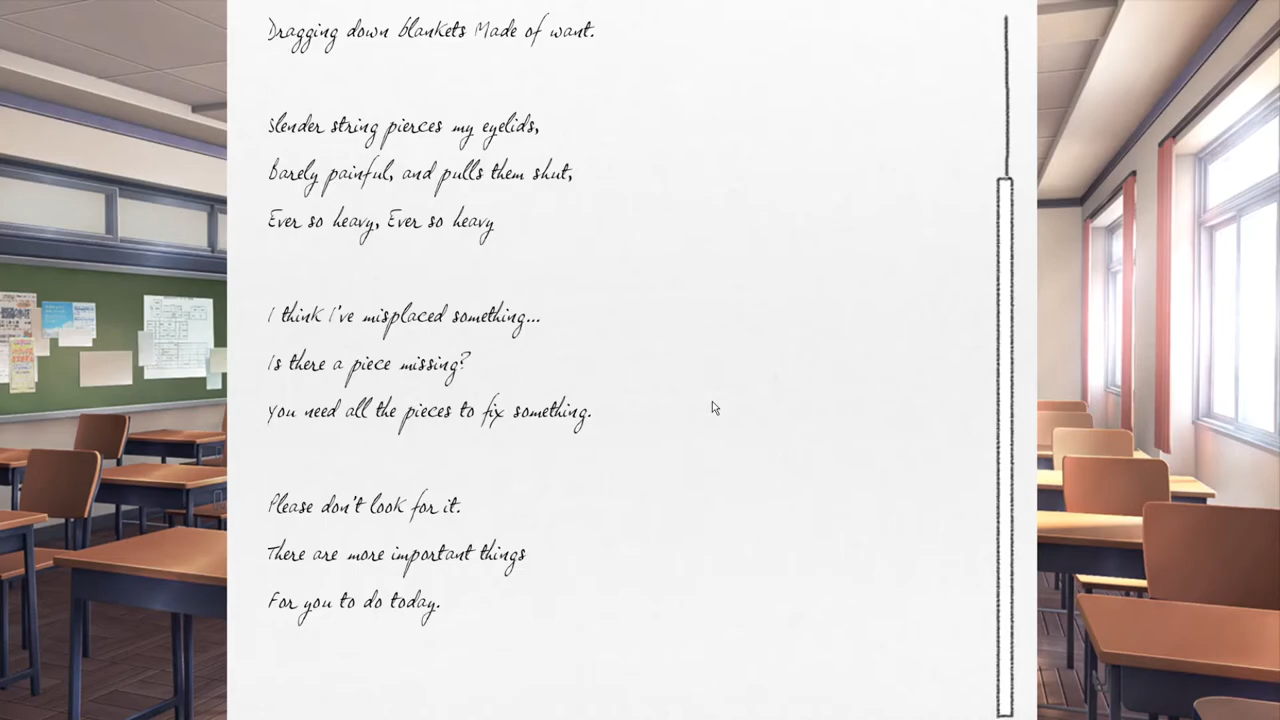 Dragging down blankets Made of want.
Slender string pierces my eyelids,
Barely painful, and pulls them shut,
Ever so heavy, Ever so heavy
I think I've misplaced something...
Is there a piece missing?
You need all the pieces to fix something.
Please don't look for it.
There are more important things
For you to do today.